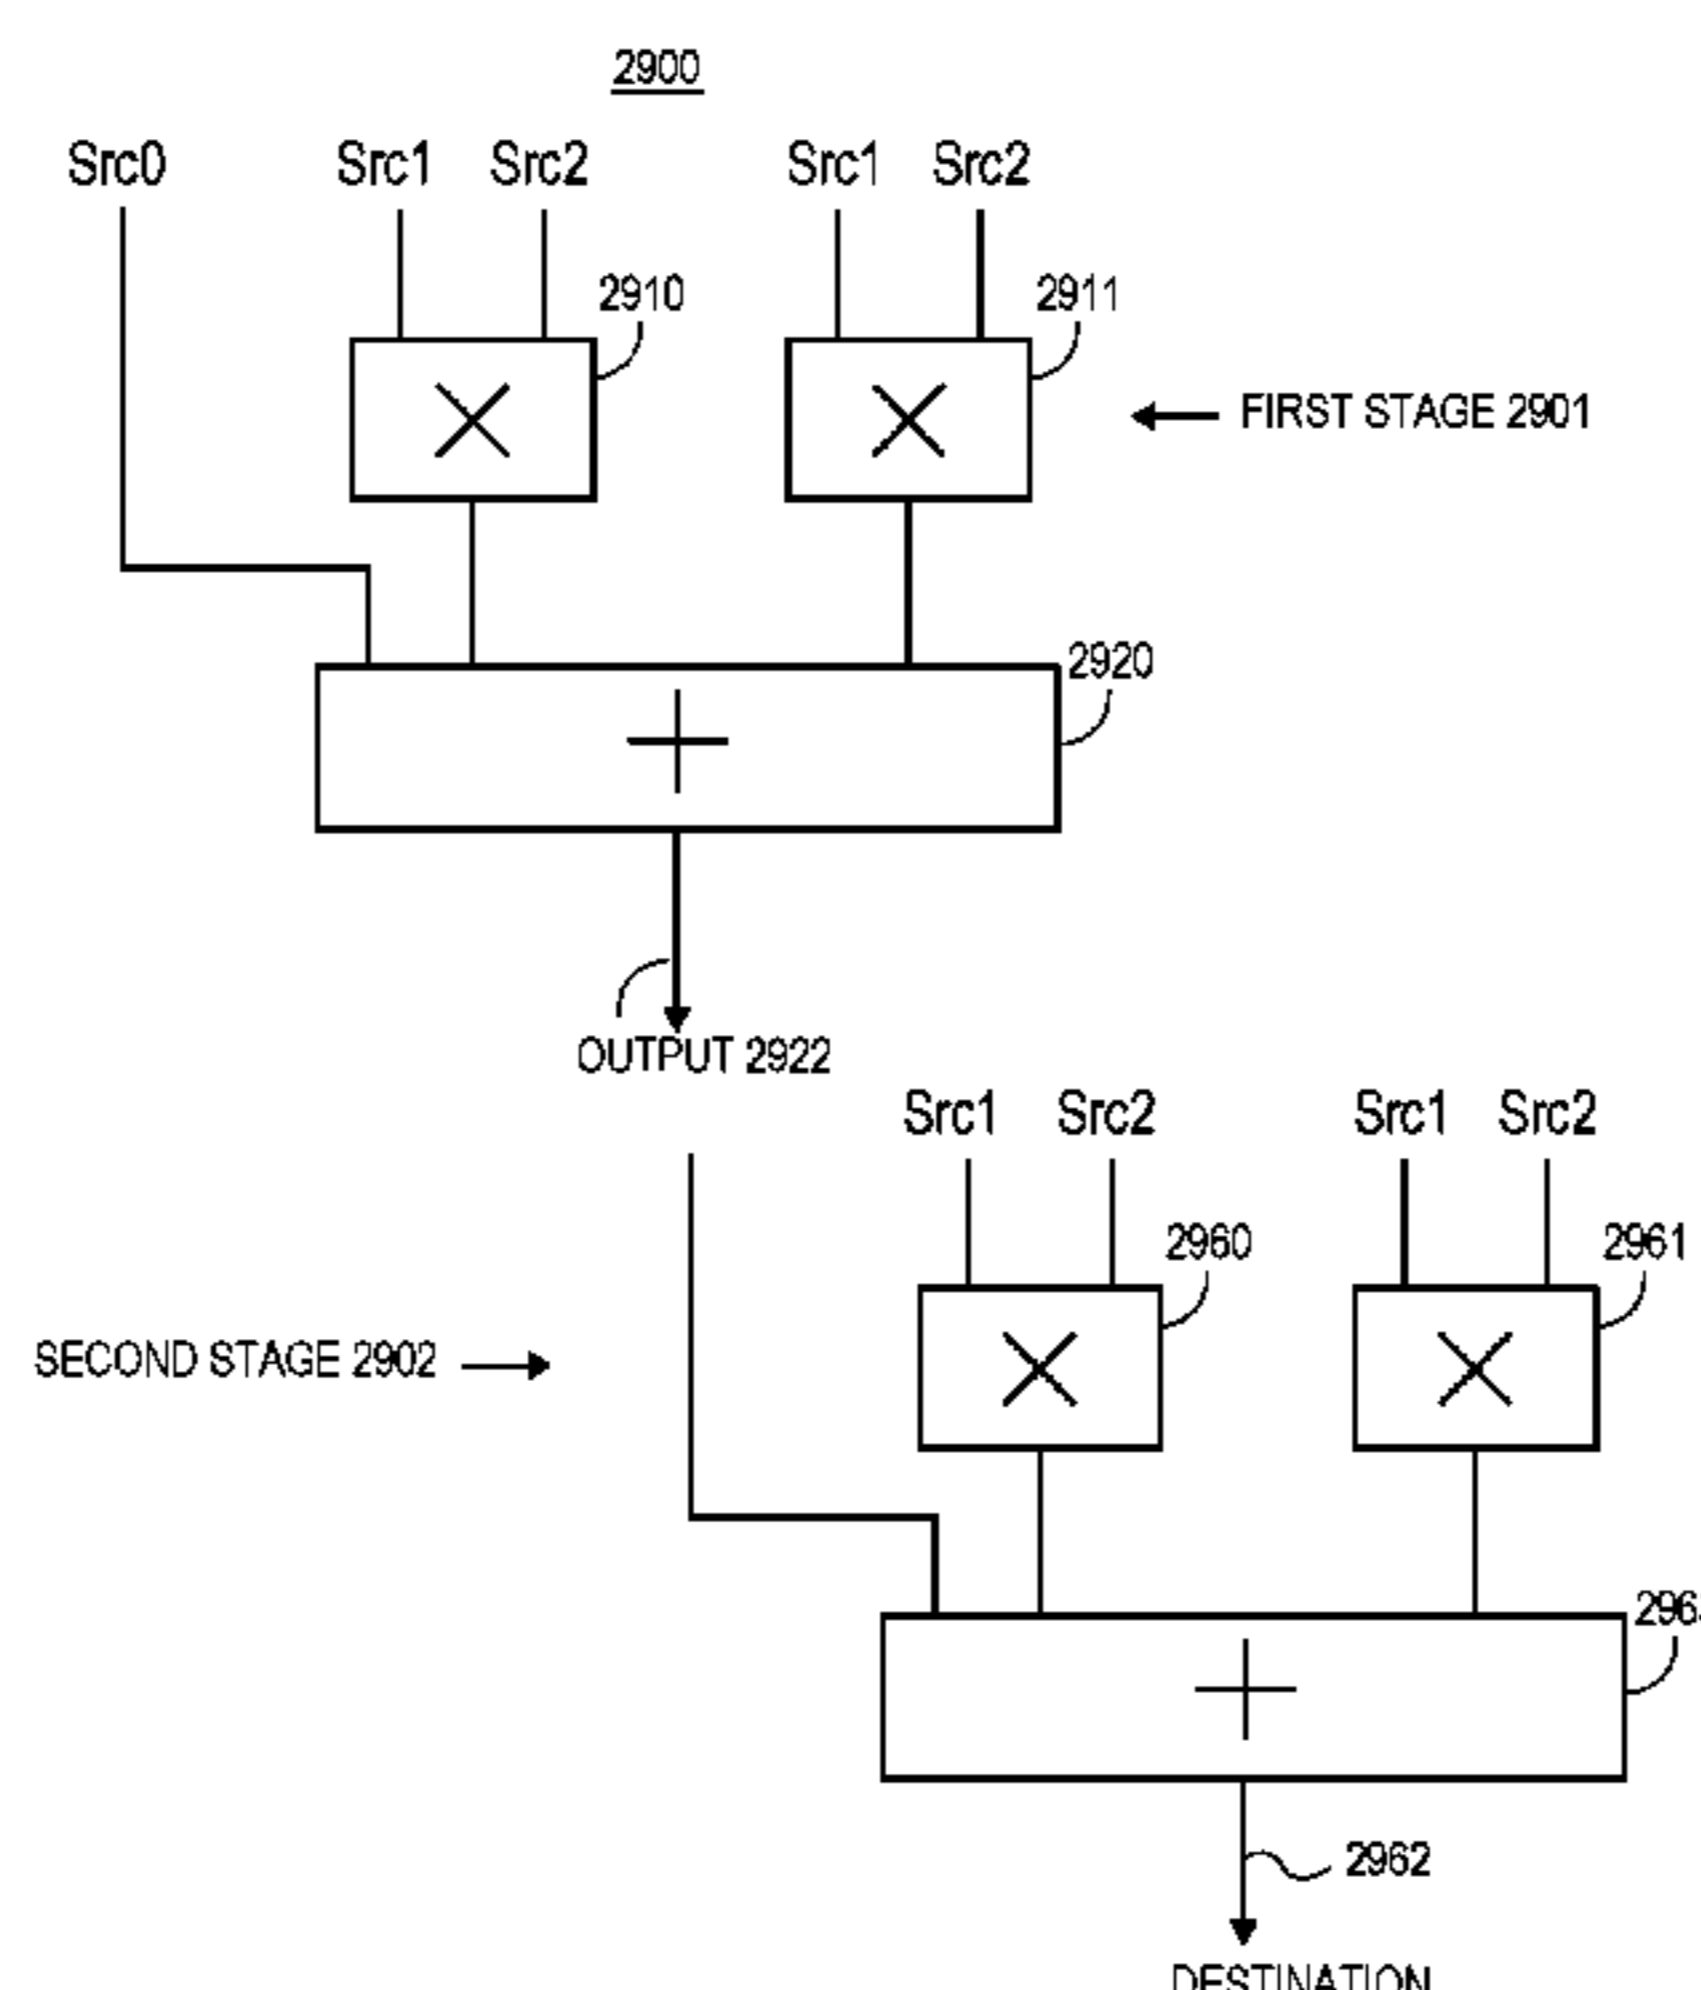 2900
Src0 Src1 Src2 Src1 Src2
2910 2911
FIRST STAGE 2901
2920
OUTPUT 2922
Src1 Src2 Src1 Src2
2960 2961
SECOND STAGE 2902
2962
DESTINATION